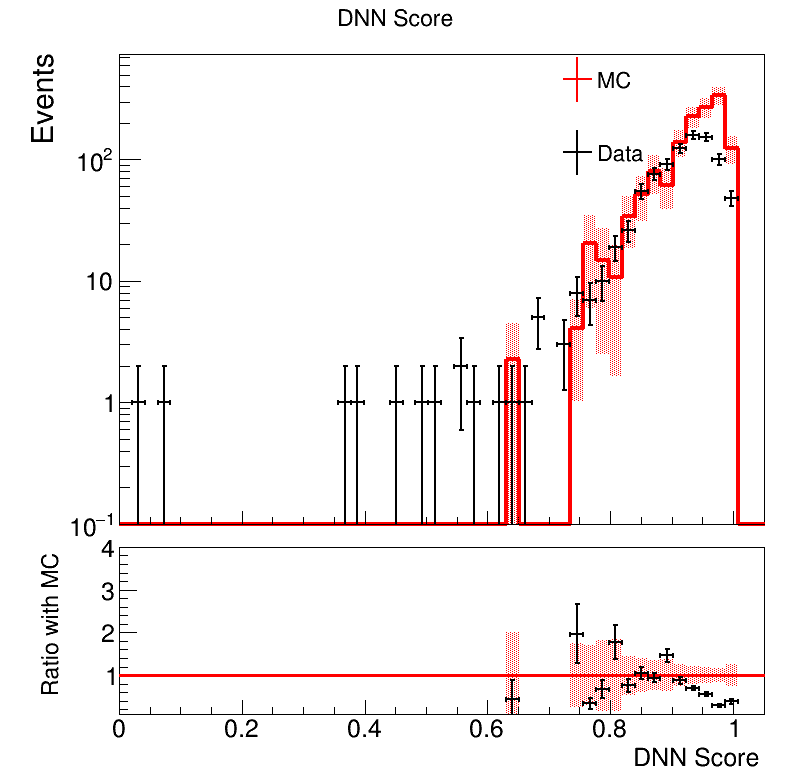 DNN Score
Events
MC
Data
10²
10
1
10⁻¹
Ratio with MC
4
3
2
1
0 0.2 0.4 0.6 0.8 1
DNN Score